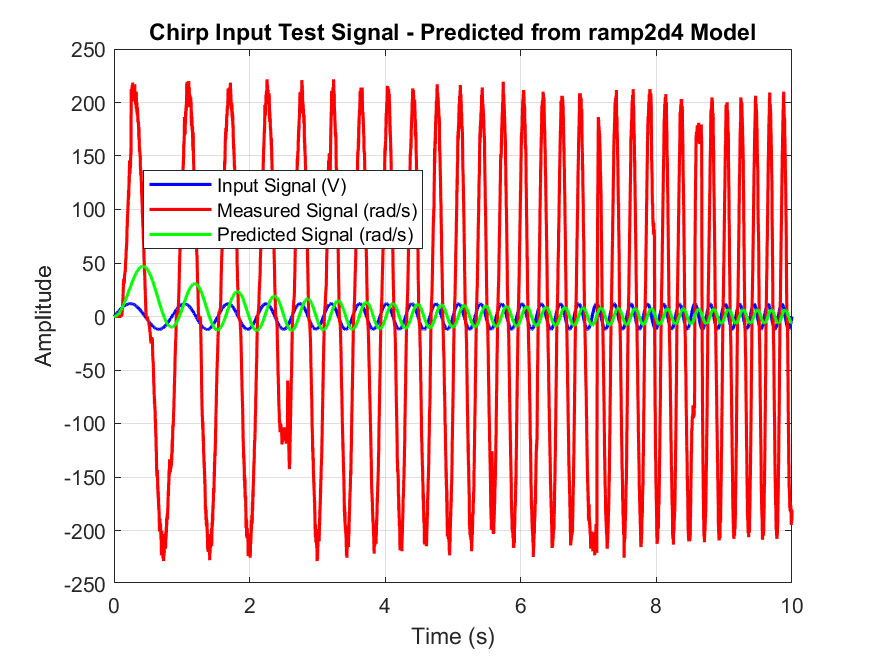 Chirp Input Test Signal - Predicted from ramp2d4 Model
250
200
150
100
50
0
-50
-100
-150
-200
-250
Amplitude
Input Signal (V)
Measured Signal (rad/s)
Predicted Signal (rad/s)
0
2
4
6
8
10
Time (s)